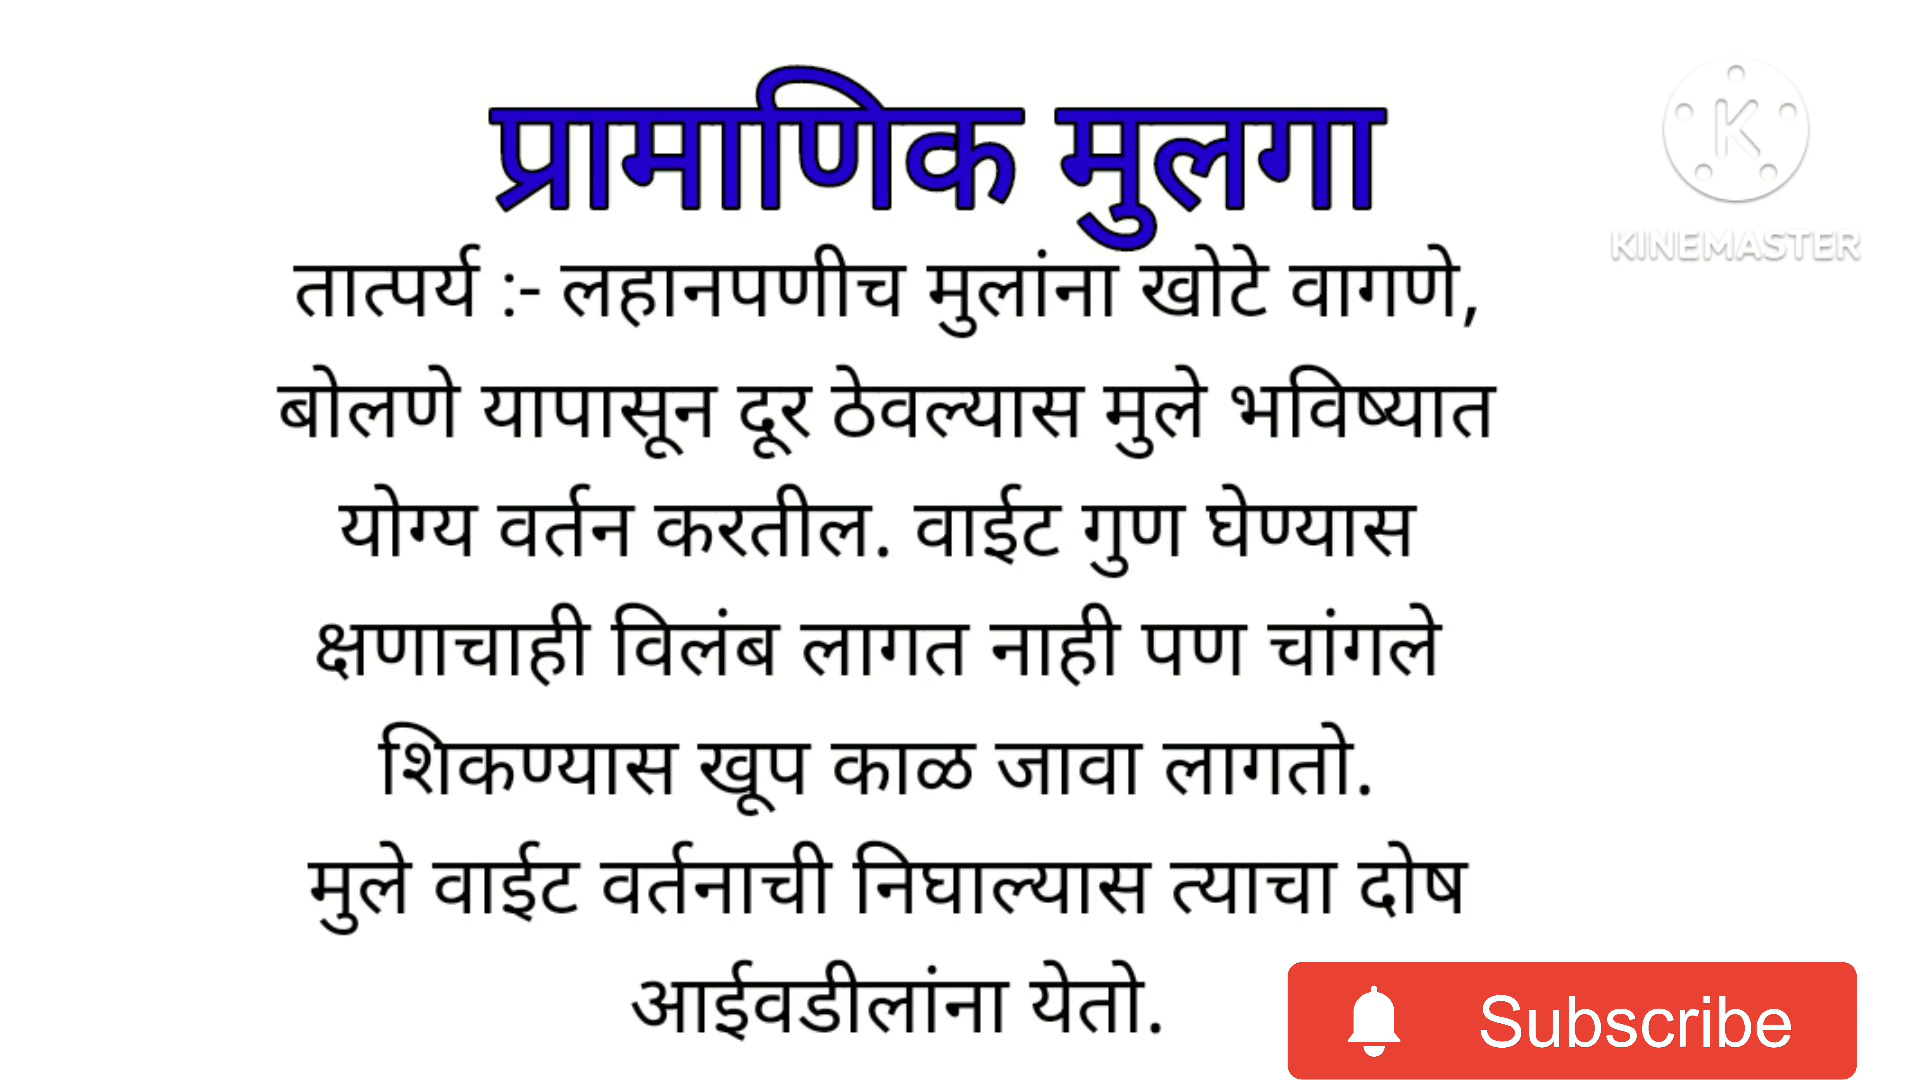 प्रामाणिक मुलगा
K
KINEMASTER
तात्पर्य :- लहानपणीच मुलांना खोटे वागणे,
बोलणे यापासून दूर ठेवल्यास मुले भविष्यात
योग्य वर्तन करतील. वाईट गुण घेण्यास
क्षणाचाही विलंब लागत नाही पण चांगले
शिकण्यास खूप काळ जावा लागतो.
मुले वाईट वर्तनाची निघाल्यास त्याचा दोष
आईवडीलांना येतो.
Subscribe